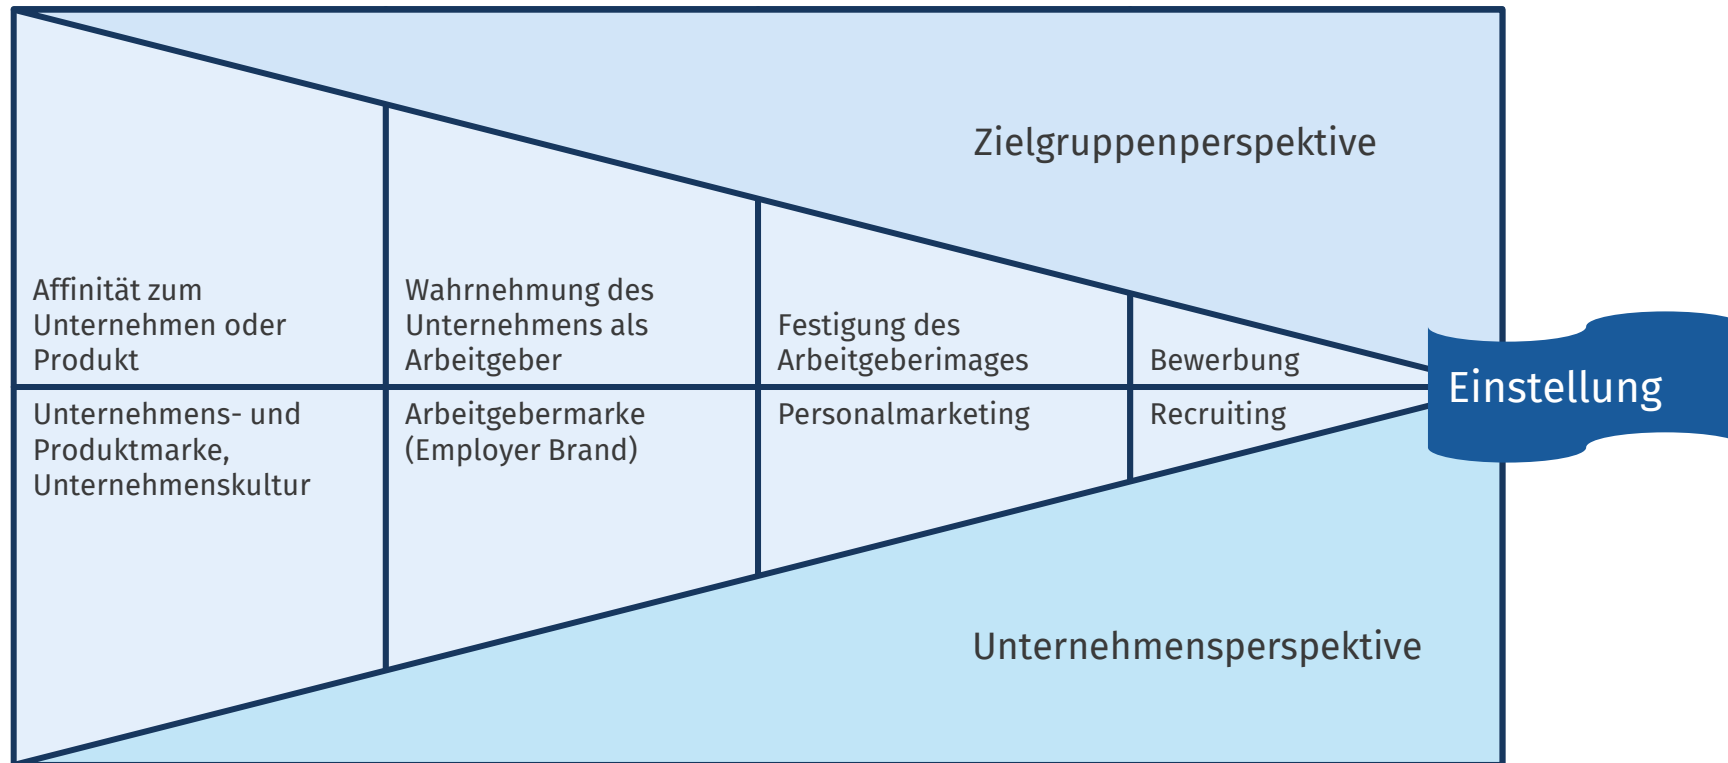 Zielgruppenperspektive
Affinität zum
Unternehmen oder
Produkt
Wahrnehmung des
Unternehmens als
Arbeitgeber
Festigung des
Arbeitgeberimages
Bewerbung
Einstellung
Unternehmens- und
Produktmarke,
Unternehmenskultur
Arbeitgebermarke
(Employer Brand)
Personalmarketing
Recruiting
Unternehmensperspektive